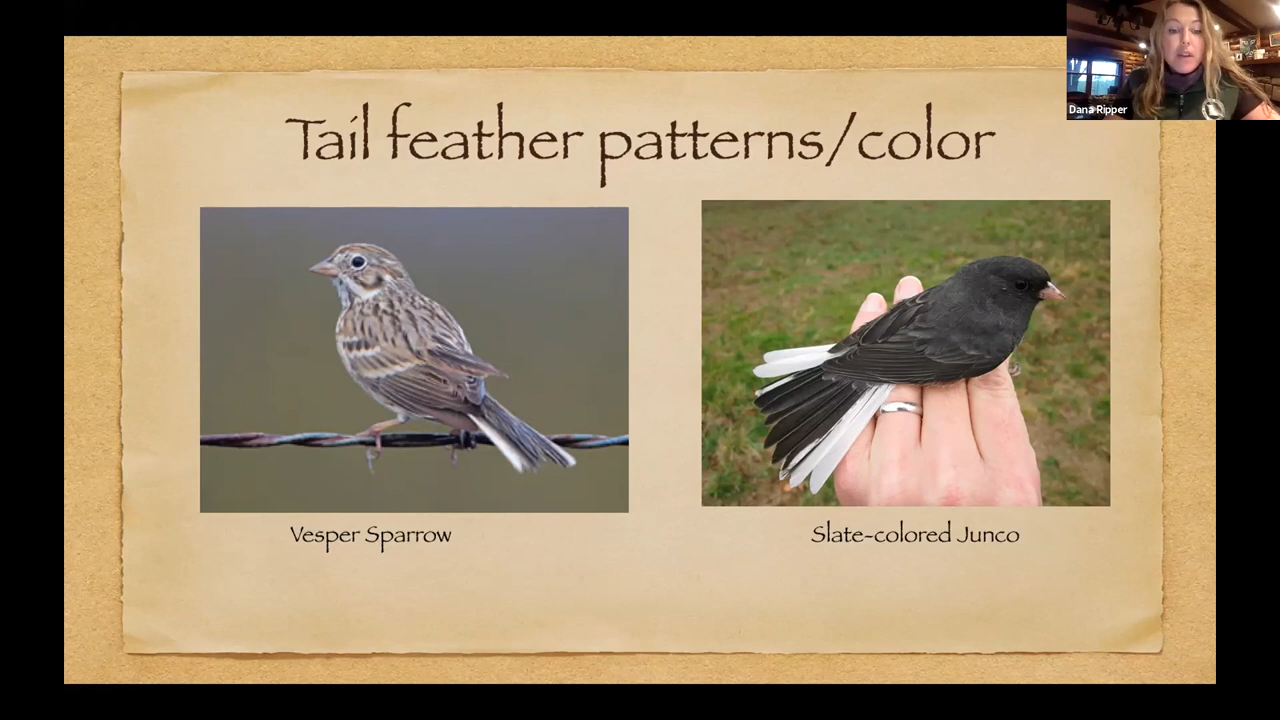 Dana Ripper
Tail feather patterns/color
Vesper Sparrow
Slate-colored Junco